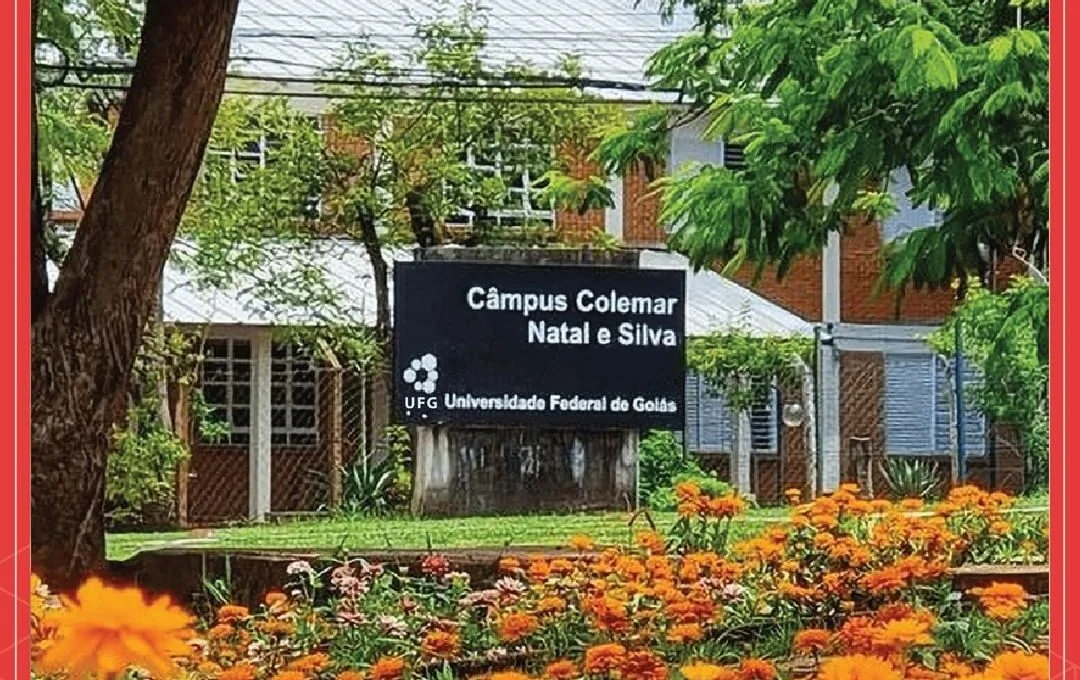 Câmpus Colemar
Natal e Silva
UFG Universidade Federal de Goiás